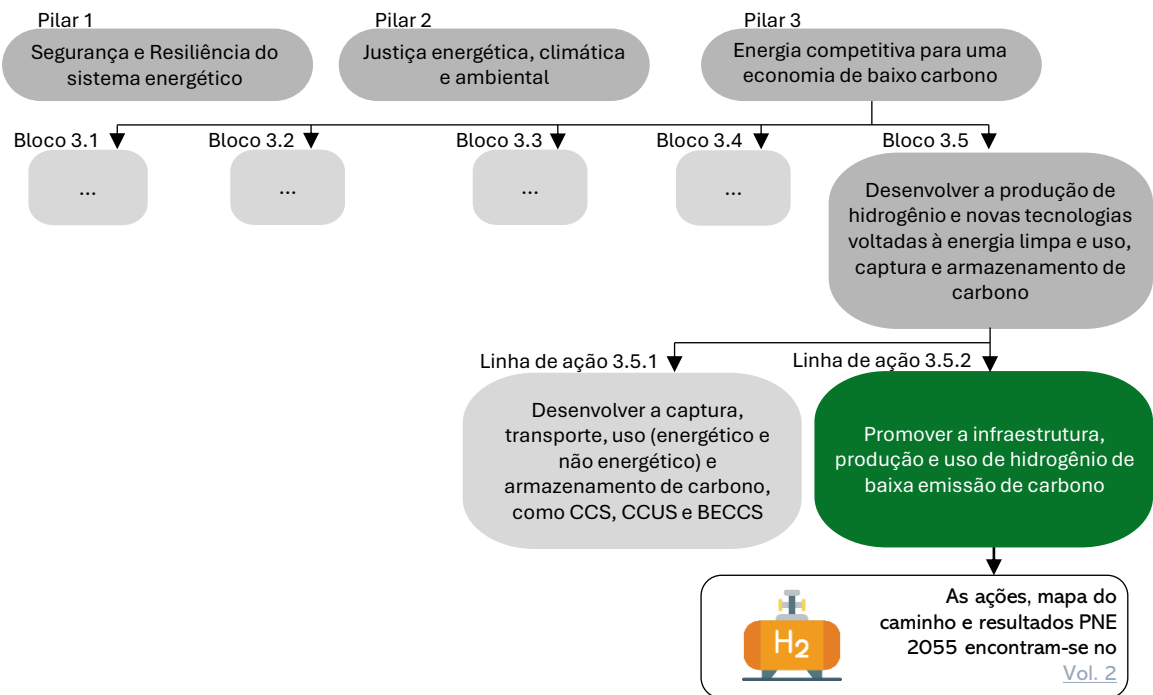 Pilar 1
Segurança e Resiliência do
sistema energético
Pilar 2
Justiça energética, climática
e ambiental
Pilar 3
Energia competitiva para uma
economia de baixo carbono
Bloco 3.1
...
Bloco 3.2
...
Bloco 3.3
...
Bloco 3.4
...
Bloco 3.5
Desenvolver a produção de
hidrogênio e novas tecnologias
voltadas à energia limpa e uso,
captura e armazenamento de
carbono
Linha de ação 3.5.1
Desenvolver a captura,
transporte, uso (energético e
não energético) e
armazenamento de carbono,
como CCS, CCUS e BECCS
Linha de ação 3.5.2
Promover a infraestrutura,
produção e uso de hidrogênio de
baixa emissão de carbono
H2
As ações, mapa do
caminho e resultados PNE
2055 encontram-se no
Vol. 2